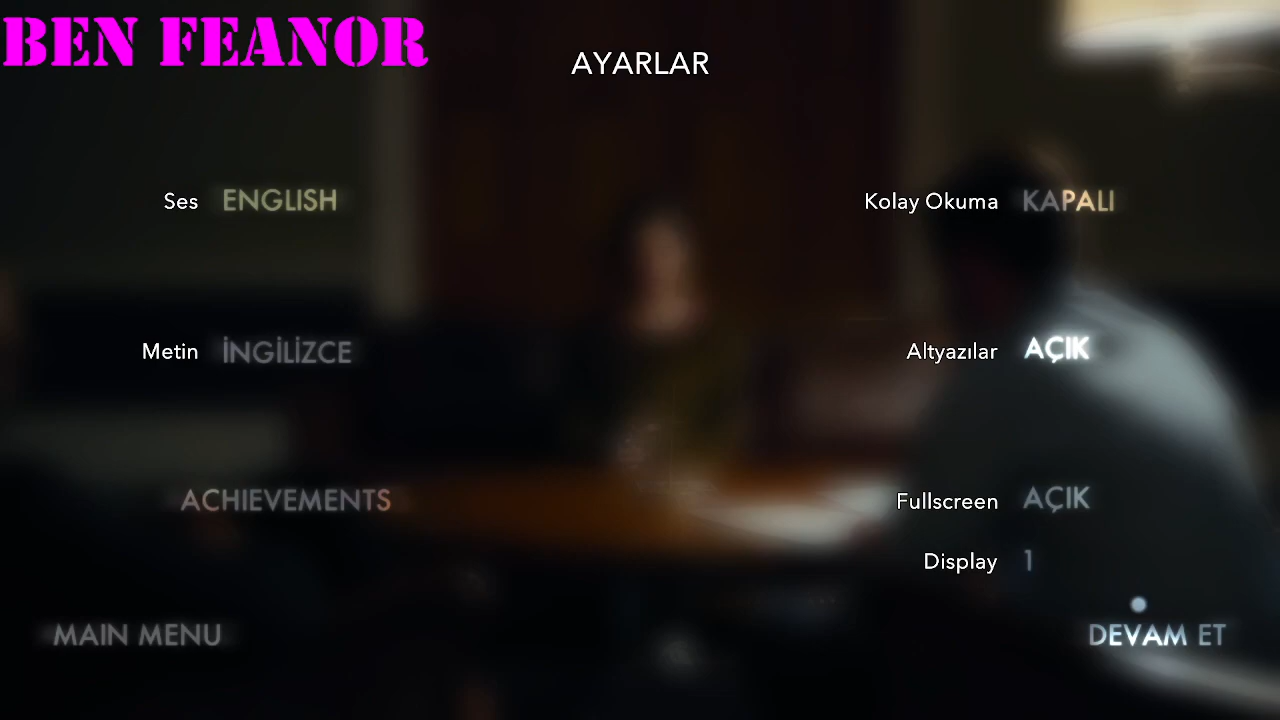 BEN FEANOR
AYARLAR
Ses ENGLISH
Kolay Okuma KAPALI
Metin İNGİLİZCE
Altyazılar AÇIK
ACHIEVEMENTS
Fullscreen AÇIK
Display 1
MAIN MENU
DEVAM ET